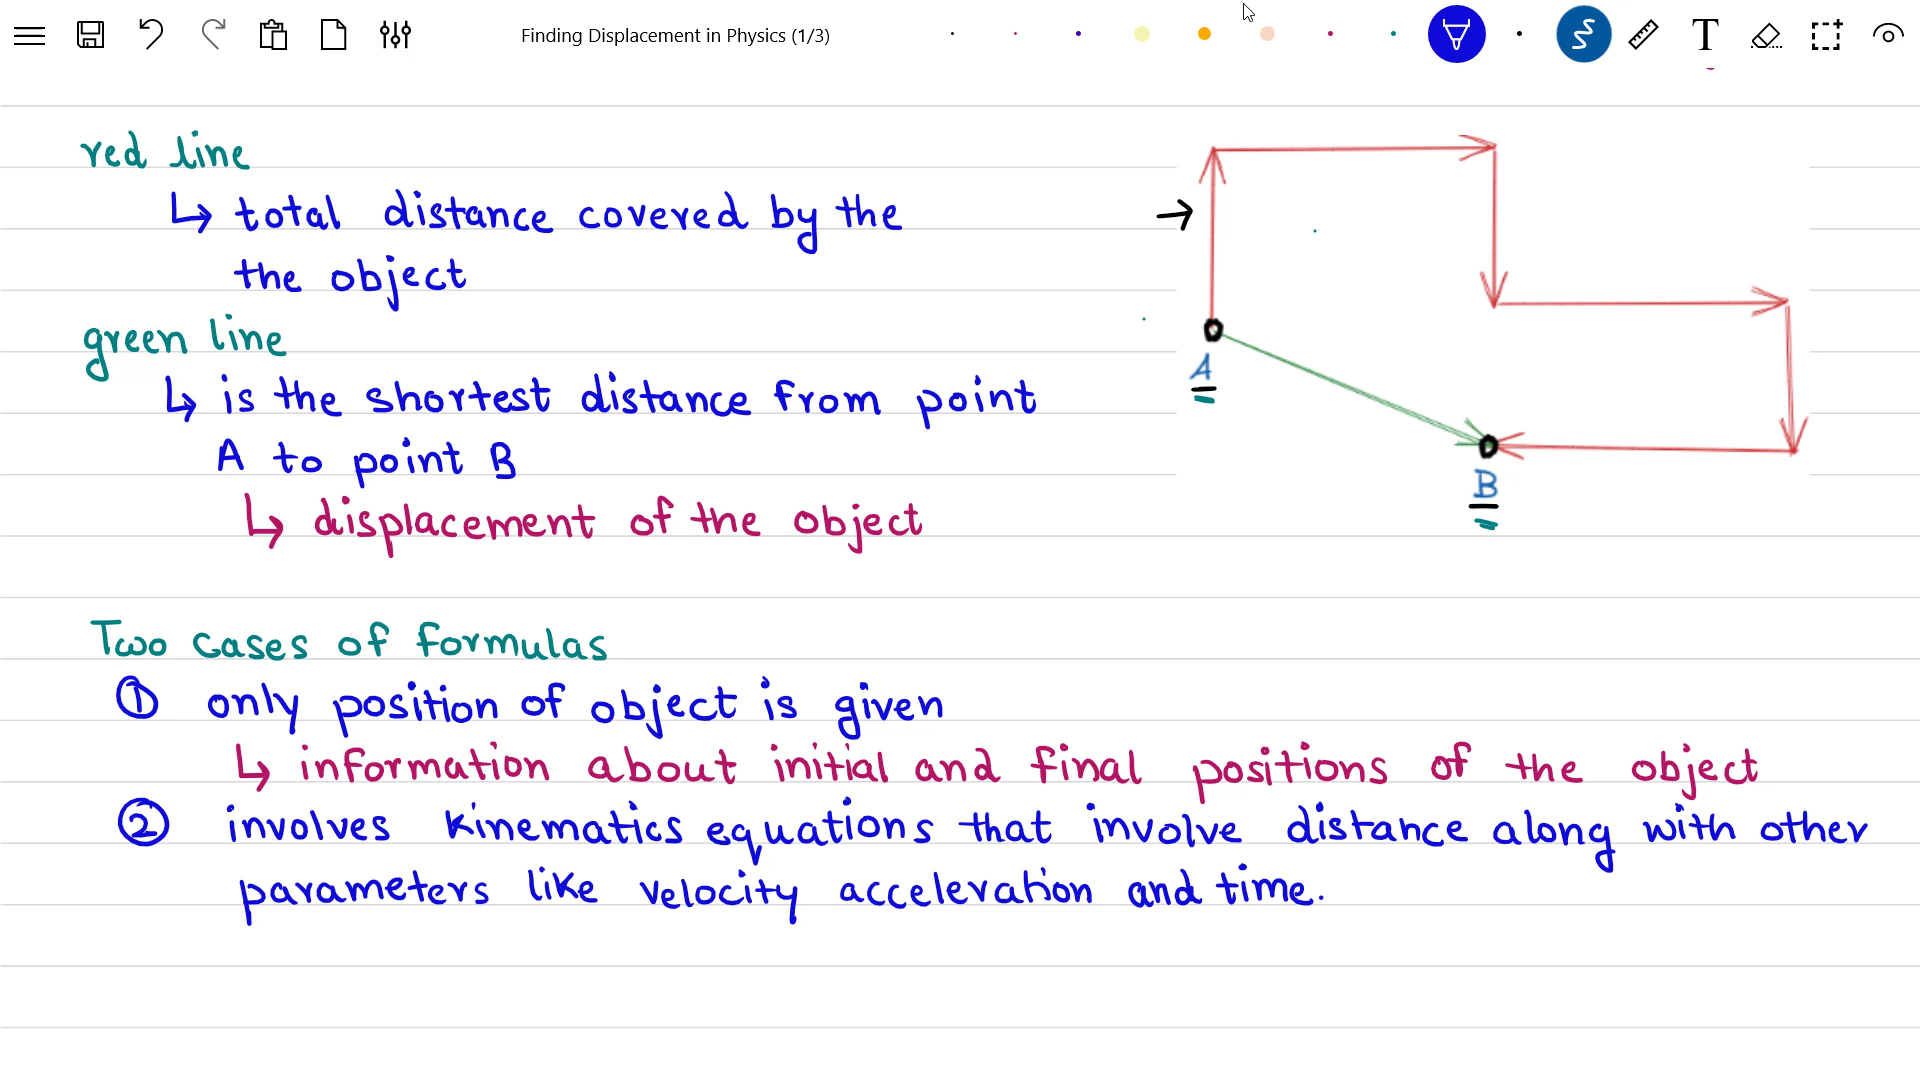 Finding Displacement in Physics (1/3)
T
red line
↳ total distance covered by the
the object
green line
↳ is the shortest distance from point
A to point B
↳ displacement of the object
→
A
B
Two cases of formulas
① only position of object is given
↳ information about initial and final positions of the object
② involves kinematics equations that involve distance along with other
parameters like velocity acceleration and time.